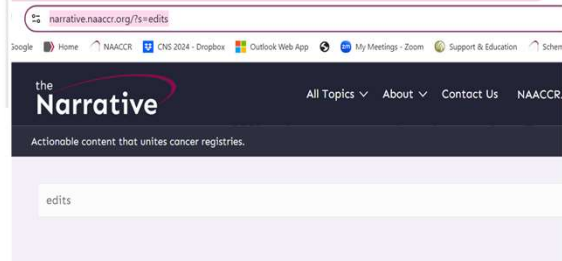 narrative.naaccr.org/?s=edits
Google Home NAACCR CNS 2024 - Dropbox Outlook Web App My Meetings - Zoom Support & Education
the
Narrative
All Topics About Contact Us NAACCR.
Actionable content that unites cancer registries.
edits